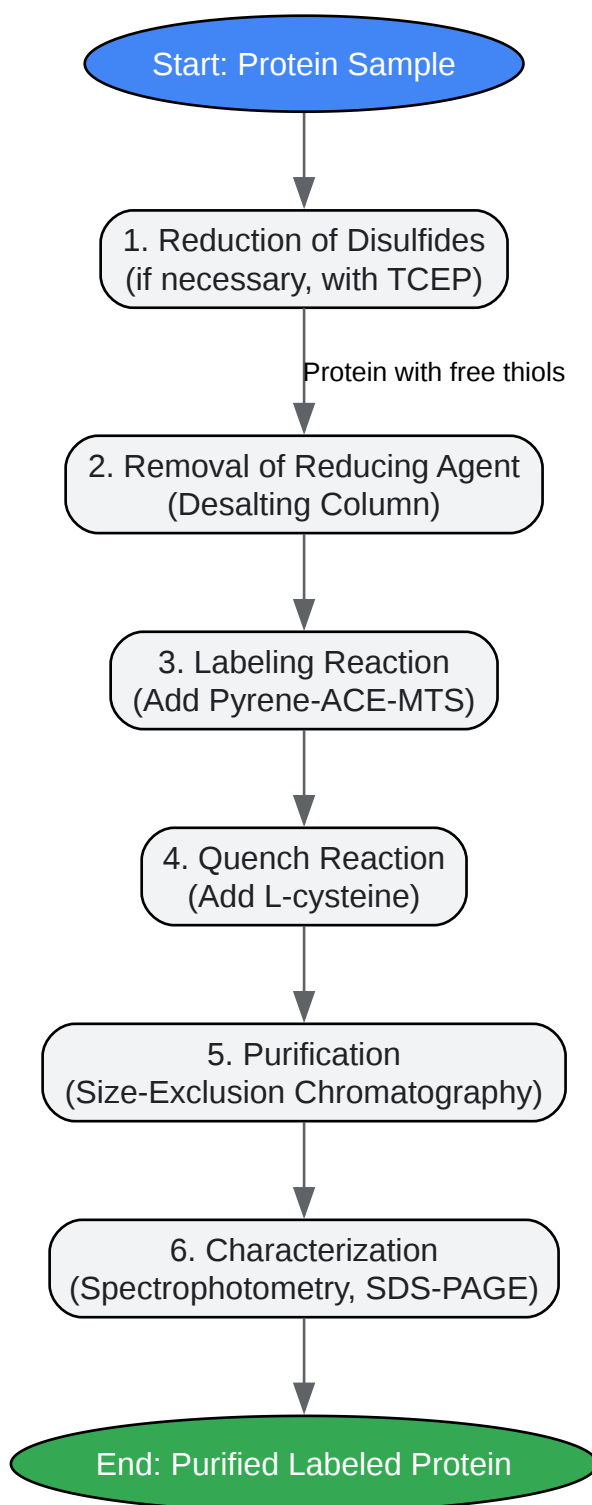 Start: Protein Sample
1. Reduction of Disulfides
(if necessary, with TCEP)
Protein with free thiols
2. Removal of Reducing Agent
(Desalting Column)
3. Labeling Reaction
(Add Pyrene-ACE-MTS)
4. Quench Reaction
(Add L-cysteine)
5. Purification
(Size-Exclusion Chromatography)
6. Characterization
(Spectrophotometry, SDS-PAGE)
End: Purified Labeled Protein